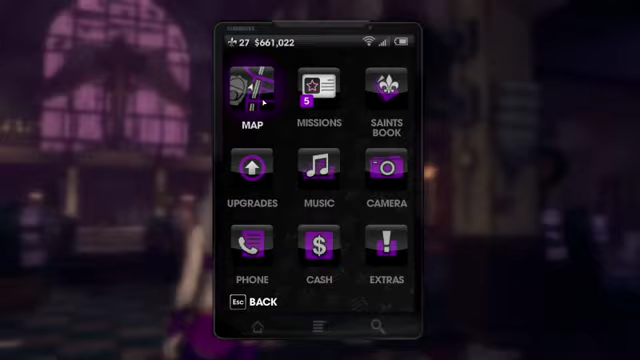 27 $661,022
MAP
5
MISSIONS
SAINTS
BOOK
UPGRADES
MUSIC
CAMERA
$
PHONE
CASH
EXTRAS
Esc BACK